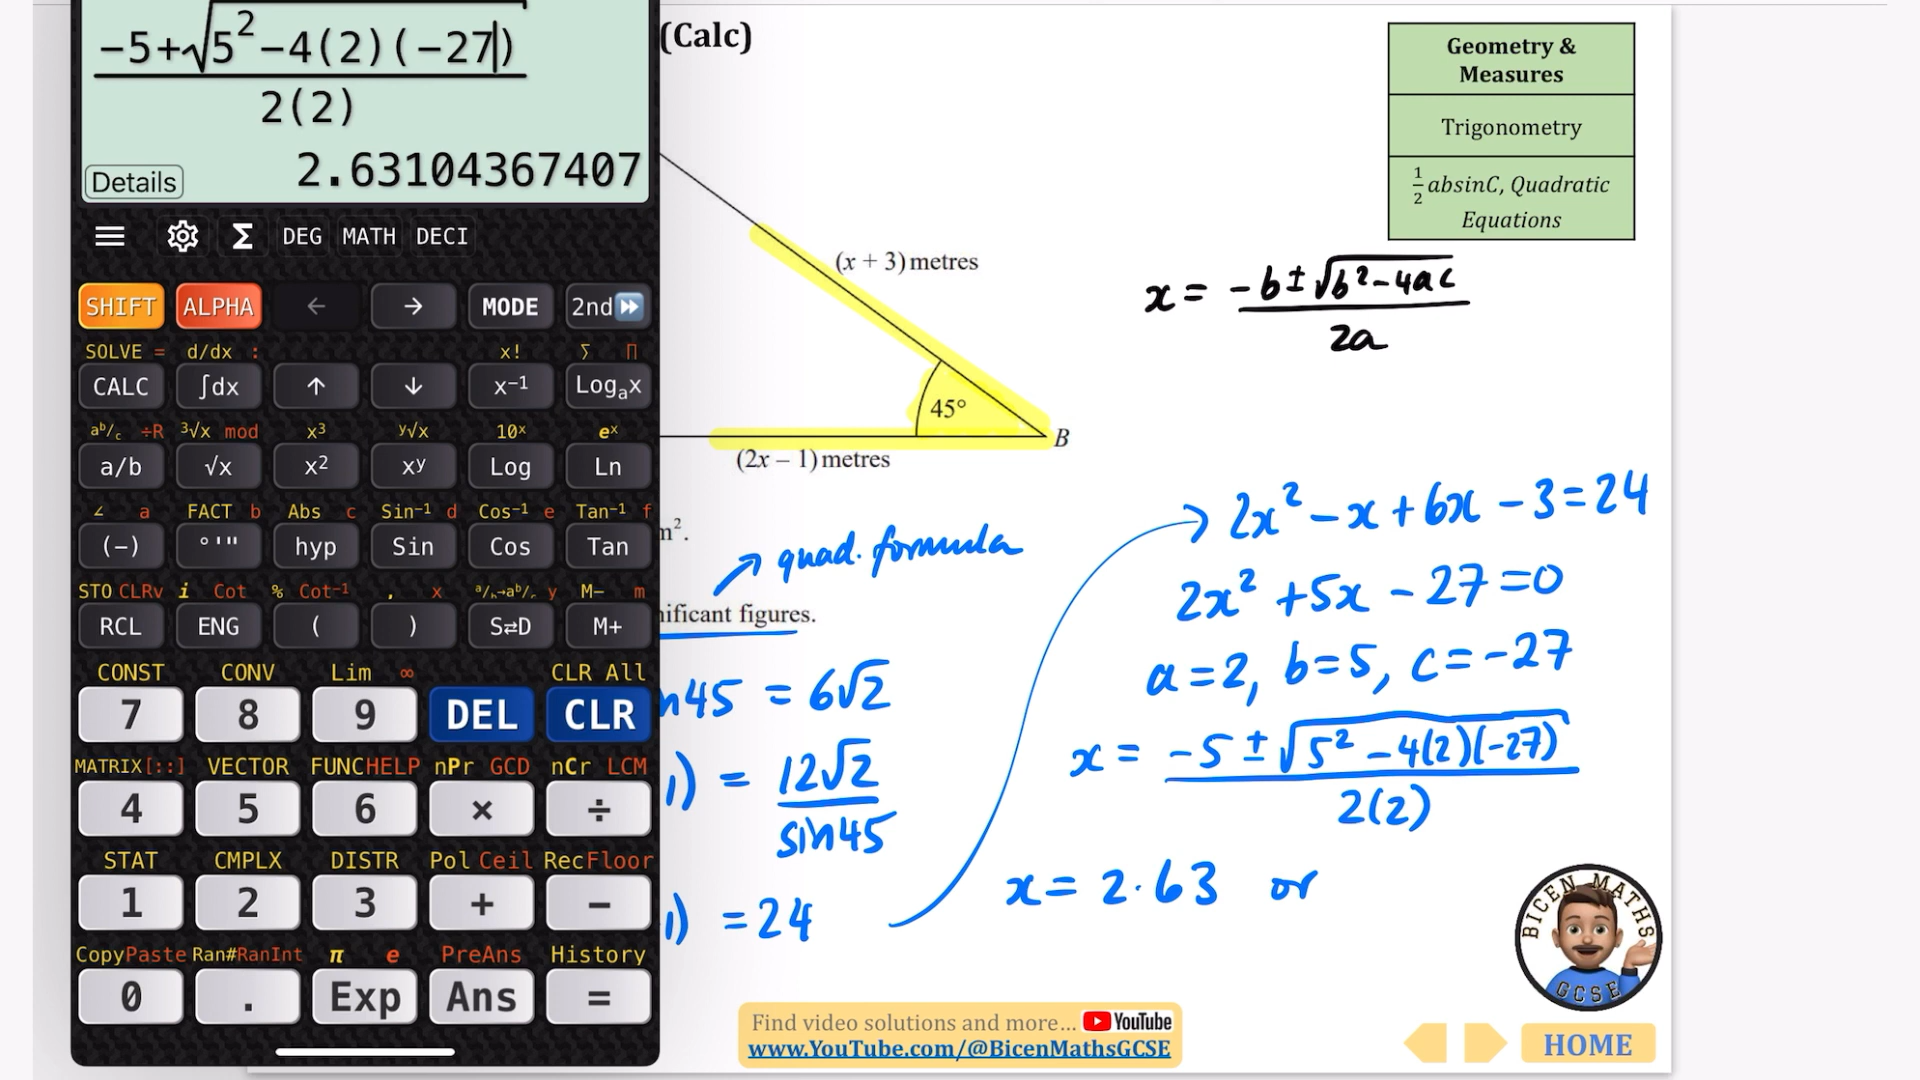 −5+√5²−4(2)(−27)
2(2)
Details 2.63104367407
DEG MATH DECI
SHIFT ALPHA ← → MODE 2nd
SOLVE = d/dx : x! ∑ ∏
CALC ∫dx ↑ ↓ x⁻¹ Logₐx
aᵇ/c ÷R ³√x mod x³ ʸ√x 10ˣ eˣ
a/b √x x² xʸ Log Ln
∠ a FACT b Abs c Sin⁻¹ d Cos⁻¹ e Tan⁻¹ f
(−) °'" hyp Sin Cos Tan
STO CLRv i Cot % Cot⁻¹ , x y M− m
RCL ENG ( ) S⇄D M+
CONST CONV Lim ∞ CLR All
7 8 9 DEL CLR
MATRIX[::] VECTOR FUNC HELP nPr GCD nCr LCM
4 5 6 × ÷
STAT CMPLX DISTR Pol Ceil Rec Floor
1 2 3 + −
Copy Paste Ran# RanInt π e PreAns History
0 . Exp Ans =
(Calc)
Geometry &
Measures
Trigonometry
½ absinC, Quadratic
Equations
(x + 3) metres
45°
B
(2x – 1) metres
x = −b ± √b²−4ac
2a
m².
→ quad. formula
nificant figures.
n45 = 6√2
1) = 12√2
sin45
1) = 24
→ 2x² − x + 6x − 3 = 24
2x² + 5x − 27 = 0
a = 2, b = 5, c = −27
x = −5 ± √5² − 4(2)(−27)
2(2)
x = 2.63 or
BICEN MATHS
GCSE
Find video solutions and more... YouTube
www.YouTube.com/@BicenMathsGCSE
HOME